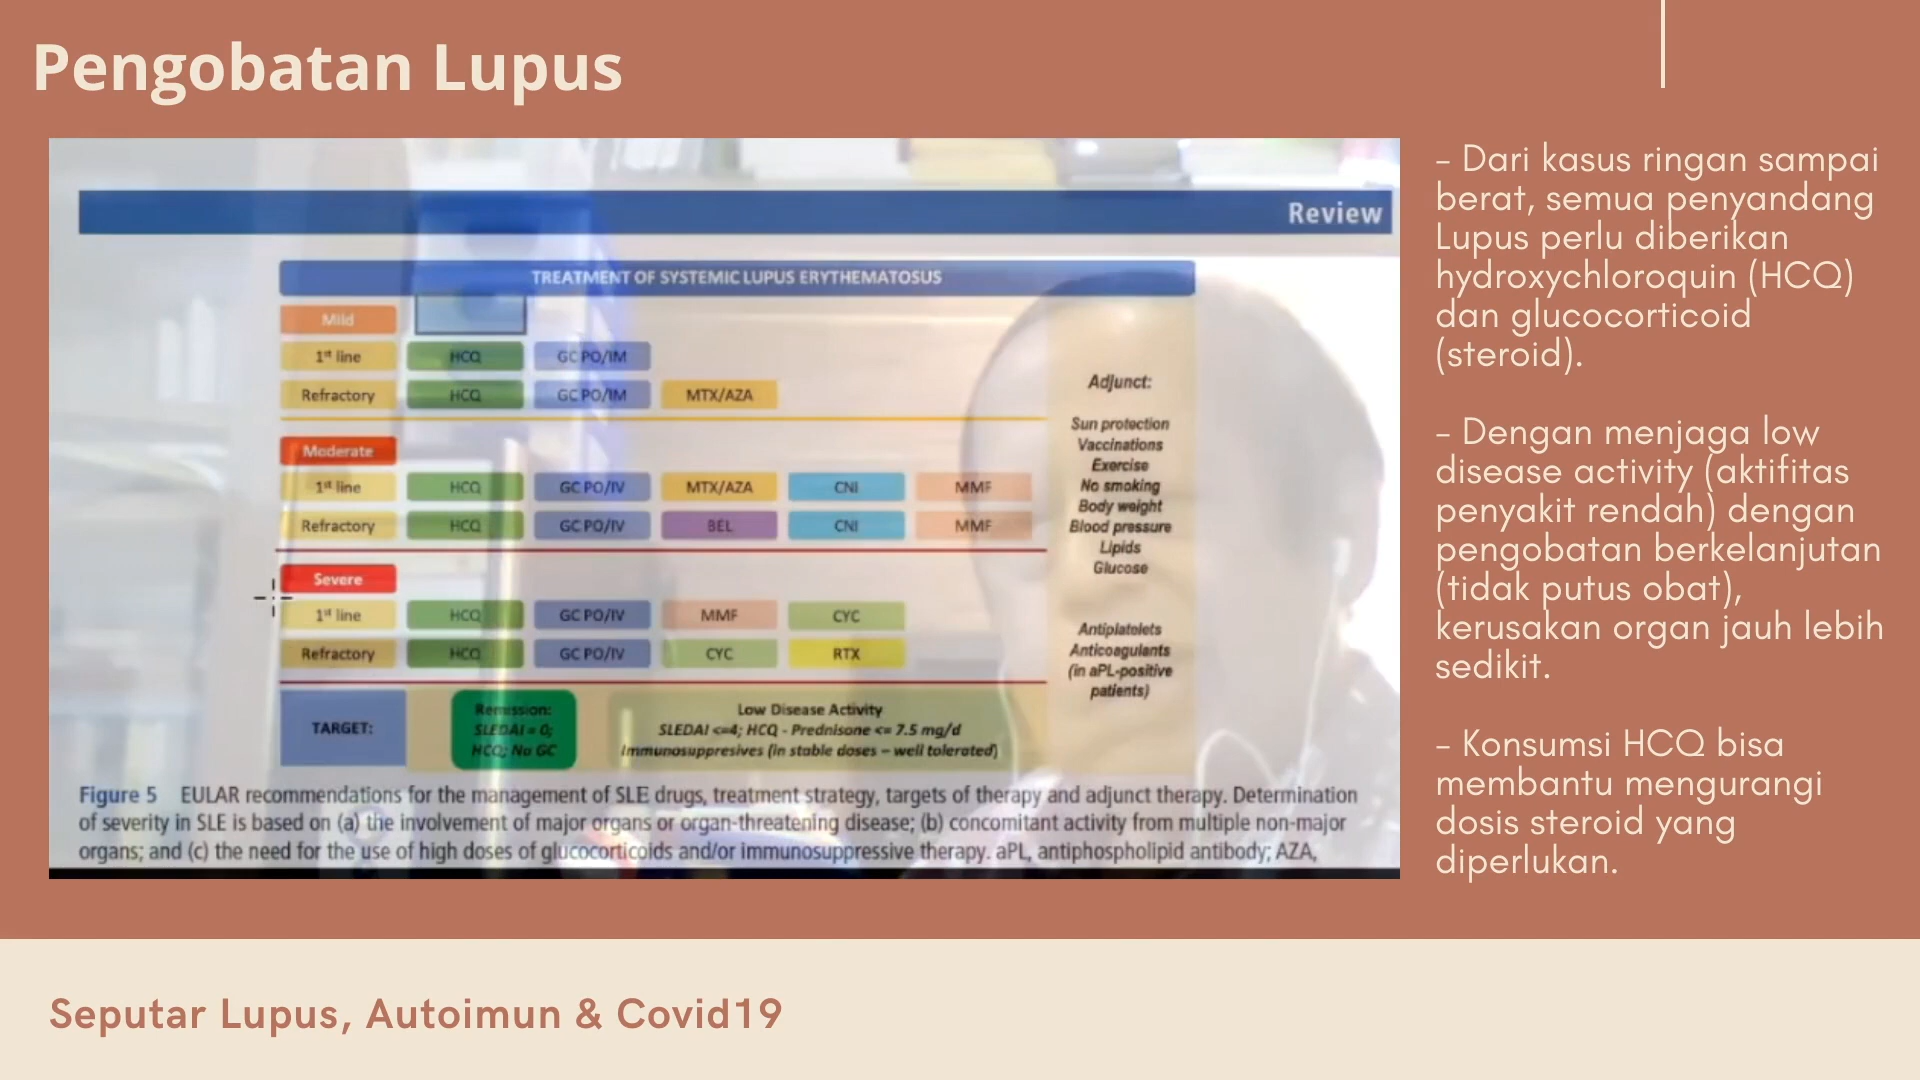 Pengobatan Lupus
Review
TREATMENT OF SYSTEMIC LUPUS ERYTHEMATOSUS
Mild
1st line HCQ GC PO/IM
Refractory HCQ GC PO/IM MTX/AZA
Moderate
1st line HCQ GC PO/IV MTX/AZA CNI MMF
Refractory HCQ GC PO/IV BEL CNI MMF
Severe
1st line HCQ GC PO/IV MMF CYC
Refractory HCQ GC PO/IV CYC RTX
TARGET:
Remission:
SLEDAI = 0;
HCQ; No GC
Low Disease Activity
SLEDAI <=4; HCQ - Prednisone <= 7.5 mg/d
Immunosuppresives (in stable doses – well tolerated)
Adjunct:
Sun protection
Vaccinations
Exercise
No smoking
Body weight
Blood pressure
Lipids
Glucose
Antiplatelets
Anticoagulants
(in aPL-positive
patients)
Figure 5 EULAR recommendations for the management of SLE drugs, treatment strategy, targets of therapy and adjunct therapy. Determination
of severity in SLE is based on (a) the involvement of major organs or organ-threatening disease; (b) concomitant activity from multiple non-major
organs; and (c) the need for the use of high doses of glucocorticoids and/or immunosuppressive therapy. aPL, antiphospholipid antibody; AZA,
- Dari kasus ringan sampai
berat, semua penyandang
Lupus perlu diberikan
hydroxychloroquin (HCQ)
dan glucocorticoid
(steroid).
- Dengan menjaga low
disease activity (aktifitas
penyakit rendah) dengan
pengobatan berkelanjutan
(tidak putus obat),
kerusakan organ jauh lebih
sedikit.
- Konsumsi HCQ bisa
membantu mengurangi
dosis steroid yang
diperlukan.
Seputar Lupus, Autoimun & Covid19